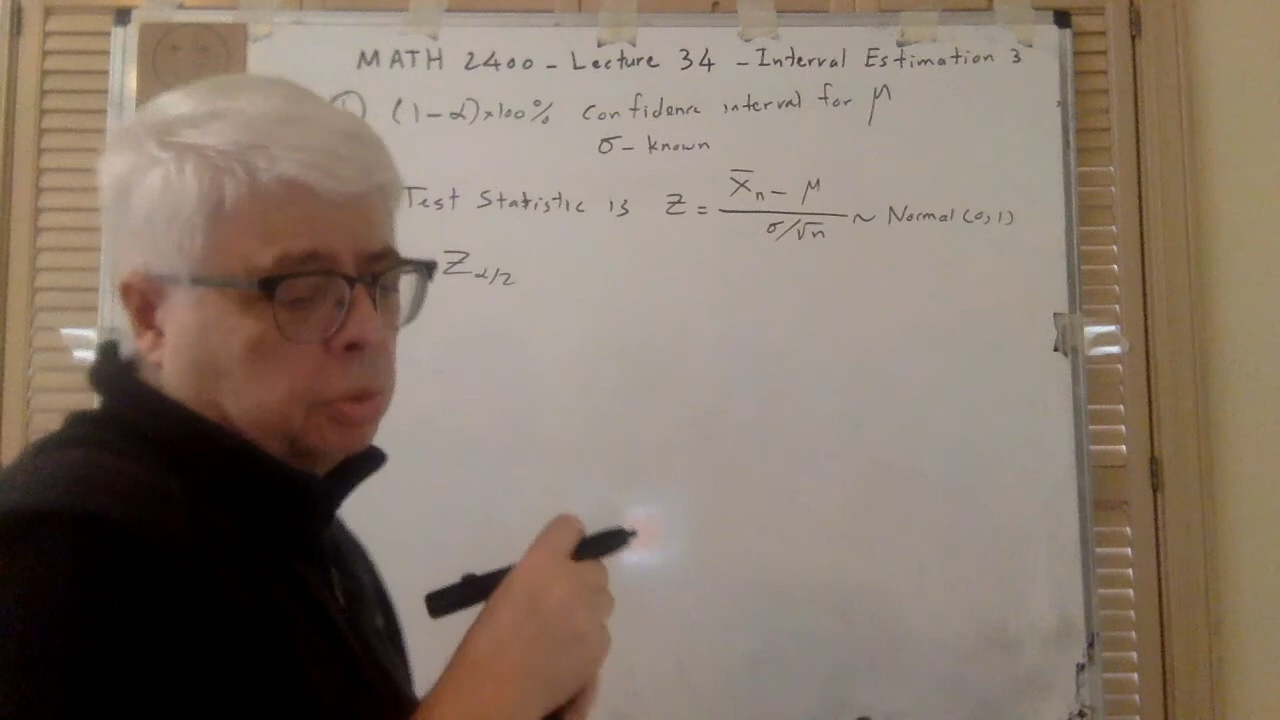 MATH 2400 - Lecture 34 - Interval Estimation 3
① (1-α)×100% confidence interval for μ
σ - known
Test Statistic is Z = (X̄ₙ - μ) / (σ/√n) ~ Normal (0,1)
Z_{α/2}